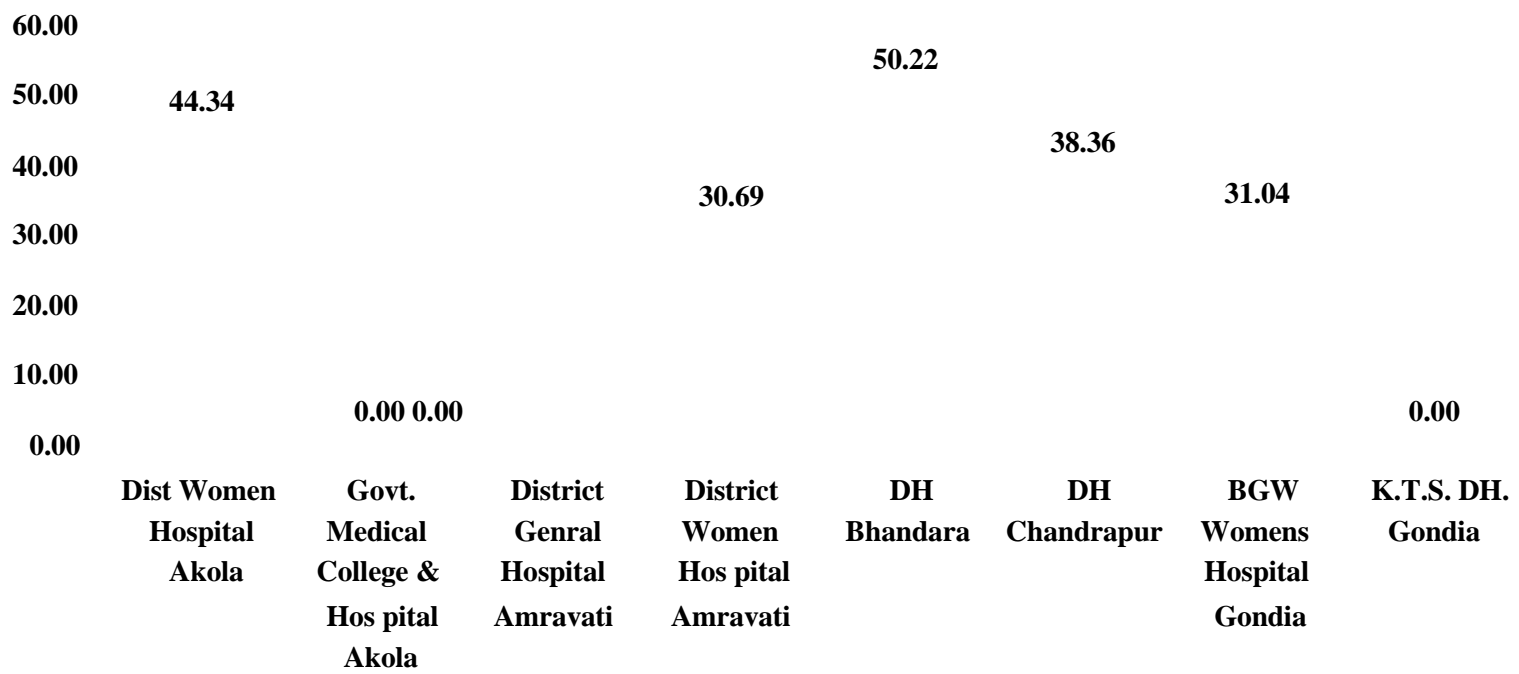 60.00
50.22
50.00
44.34
38.36
40.00
30.69
31.04
30.00
20.00
10.00
0.00 0.00
0.00
0.00
Dist Women Govt. District District DH DH BGW K.T.S. DH.
Hospital Medical Genral Women Bhandara Chandrapur Womens Gondia
Akola College & Hospital Hos pital Hospital
Hos pital Amravati Amravati Gondia
Akola